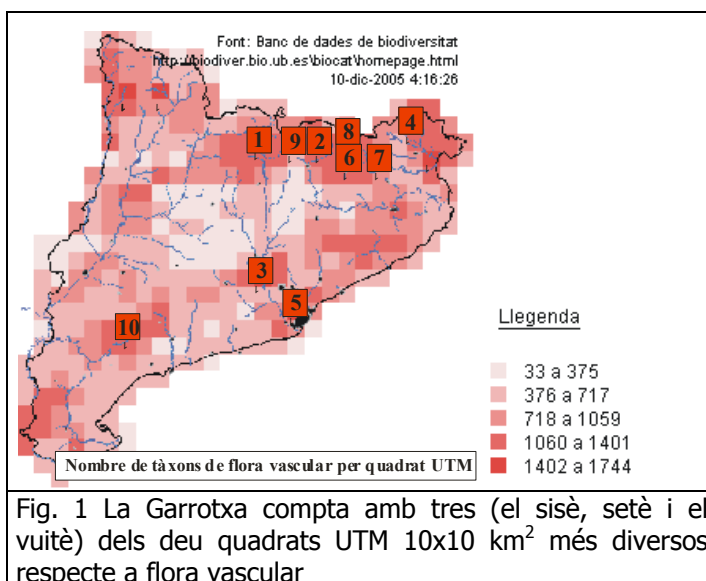 Font: Banc de dades de biodiversitat
http:\\biodiver.bio.ub.es\biocat\homepage.html
10-dic-2005 4:16:26
4
8
1
9
2
6
7
3
5
10
Llegenda
33 a 375
376 a 717
718 a 1059
1060 a 1401
1402 a 1744
Nombre de tàxons de flora vascular per quadrat UTM
Fig. 1 La Garrotxa compta amb tres (el sisè, setè i el
vuitè) dels deu quadrats UTM 10x10 km² més diversos
respecte a flora vascular